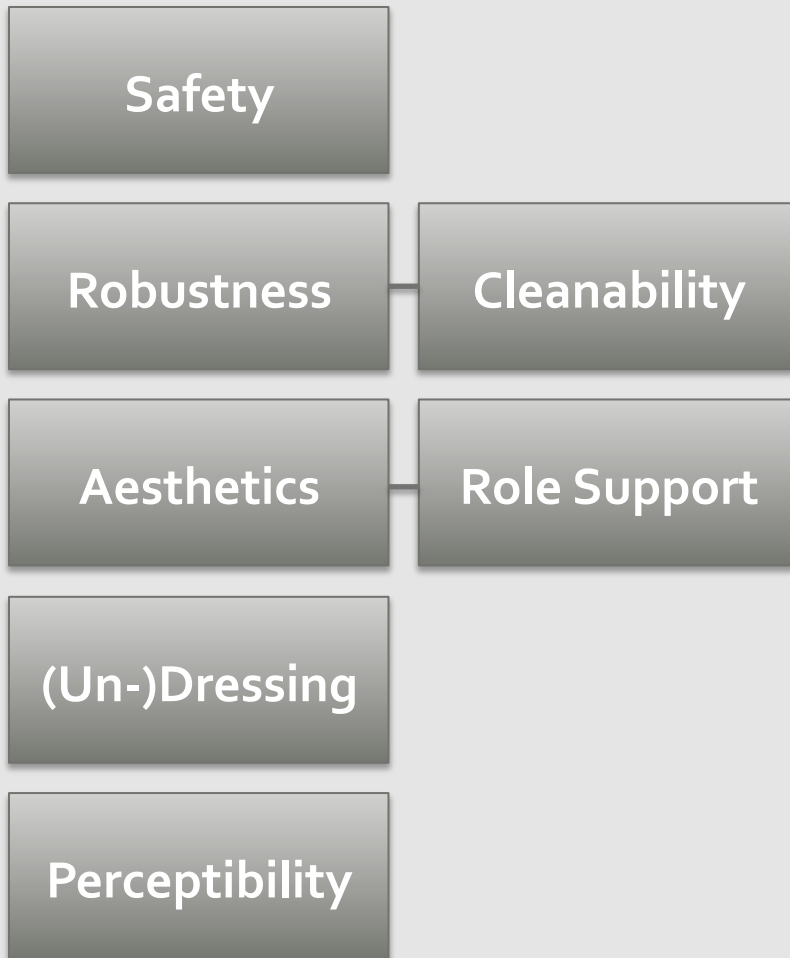 Safety
Robustness
Cleanability
Aesthetics
Role Support
(Un-)Dressing
Perceptibility